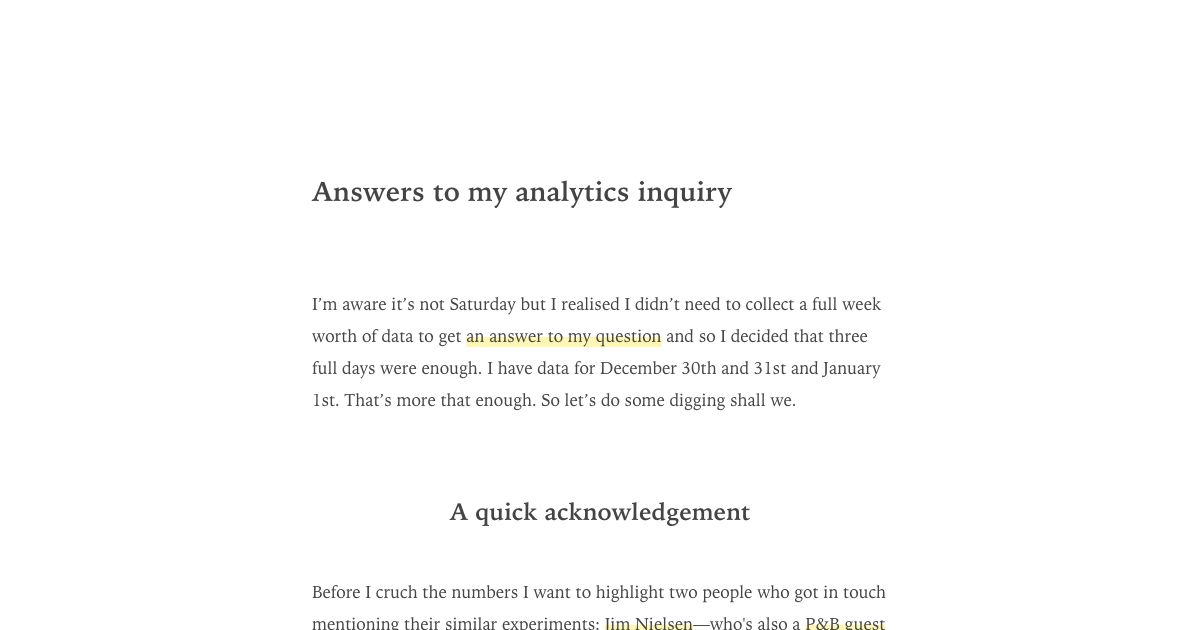 Answers to my analytics inquiry
I’m aware it’s not Saturday but I realised I didn’t need to collect a full week
worth of data to get an answer to my question and so I decided that three
full days were enough. I have data for December 30th and 31st and January
1st. That’s more that enough. So let’s do some digging shall we.
A quick acknowledgement
Before I cruch the numbers I want to highlight two people who got in touch
mentioning their similar experiments: Jim Nielsen—who's also a P&B guest